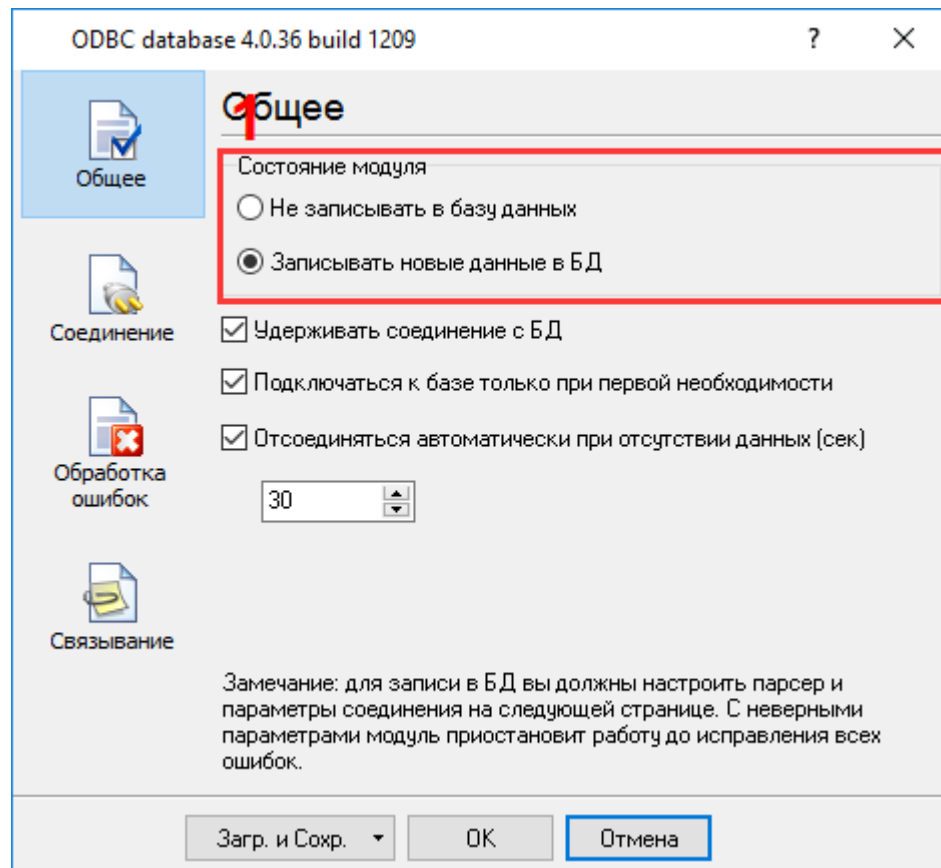 ODBC database 4.0.36 build 1209
?
Общее
1
Общее
Состояние модуля
Не записывать в базу данных
Записывать новые данные в БД
Соединение
Удерживать соединение с БД
Подключаться к базе только при первой необходимости
Отсоединяться автоматически при отсутствии данных (сек)
30
Обработка
ошибок
Связывание
Замечание: для записи в БД вы должны настроить парсер и
параметры соединения на следующей странице. С неверными
параметрами модуль приостановит работу до исправления всех
ошибок.
Загр. и Сохр.
OK
Отмена